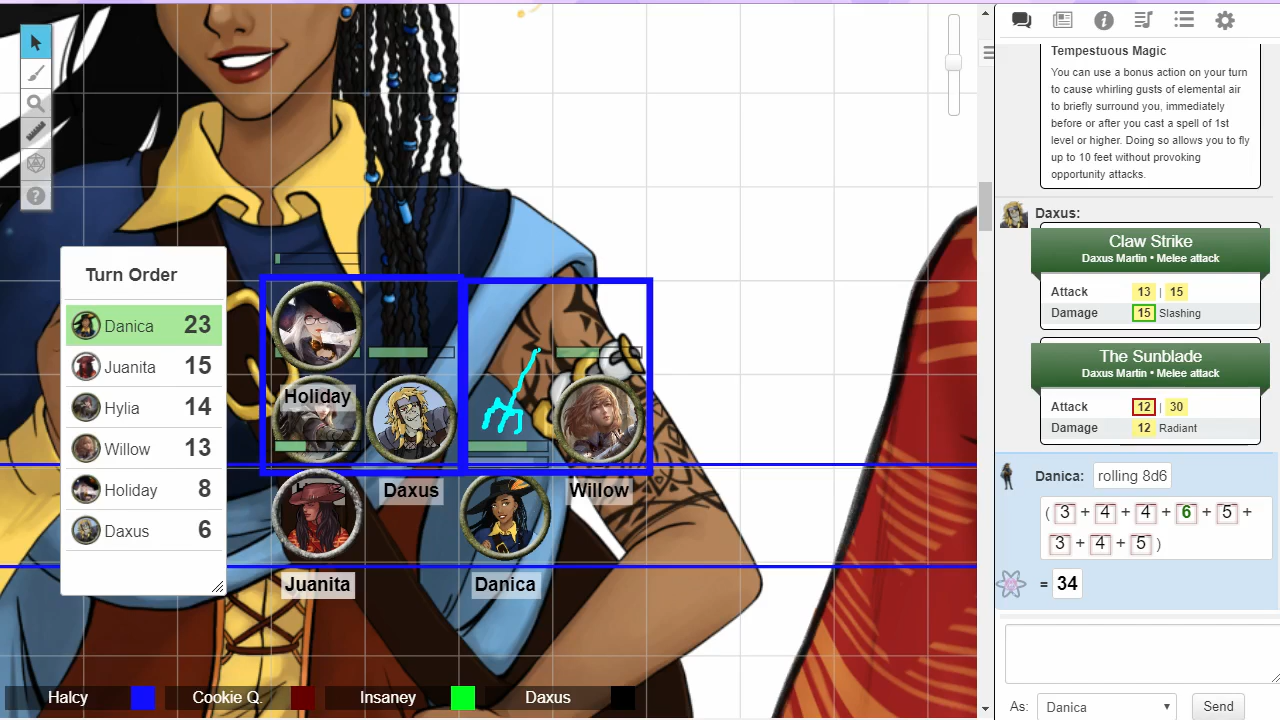 Tempestuous Magic
You can use a bonus action on your turn
to cause whirling gusts of elemental air
to briefly surround you, immediately
before or after you cast a spell of 1st
level or higher. Doing so allows you to fly
up to 10 feet without provoking
opportunity attacks.
Daxus:
Claw Strike
Daxus Martin • Melee attack
Attack 13 | 15
Damage 15 Slashing
The Sunblade
Daxus Martin • Melee attack
Attack 12 | 30
Damage 12 Radiant
Danica: rolling 8d6
( 3 + 4 + 4 + 6 + 5 +
3 + 4 + 5 )
= 34
As: Danica Send
Turn Order
Danica 23
Juanita 15
Hylia 14
Willow 13
Holiday 8
Daxus 6
Holiday
Daxus
Willow
Juanita
Danica
Halcy Cookie Q. Insaney Daxus
?